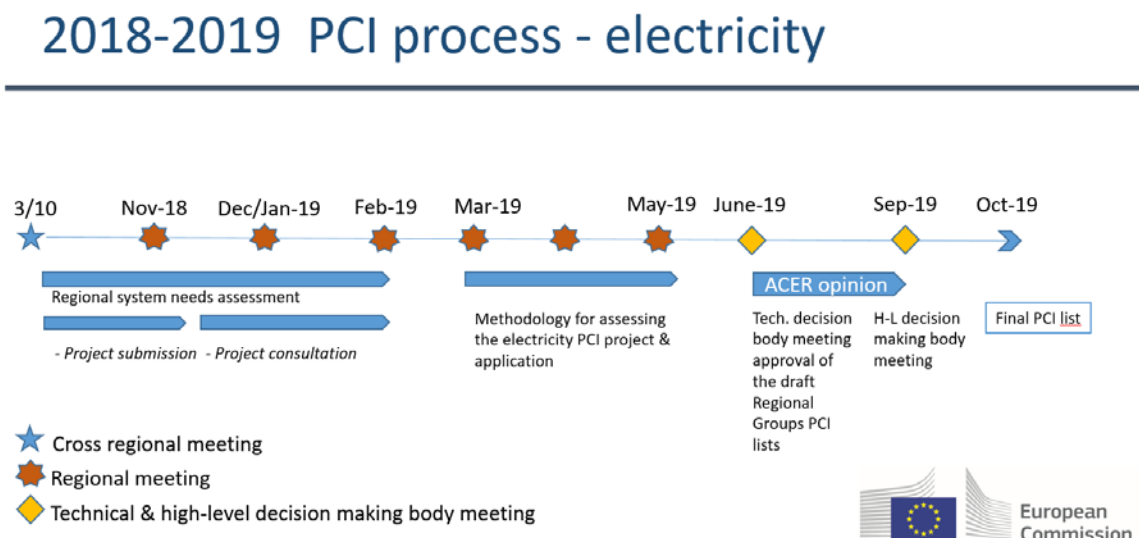 2018-2019 PCI process - electricity
3/10
Nov-18
Dec/Jan-19
Feb-19
Mar-19
May-19
June-19
Sep-19
Oct-19
Regional system needs assessment
- Project submission
- Project consultation
Methodology for assessing
the electricity PCI project &
application
ACER opinion
Tech. decision
body meeting
approval of
the draft
Regional
Groups PCI
lists
H-L decision
making body
meeting
Final PCI list
Cross regional meeting
Regional meeting
Technical & high-level decision making body meeting
European
Commission